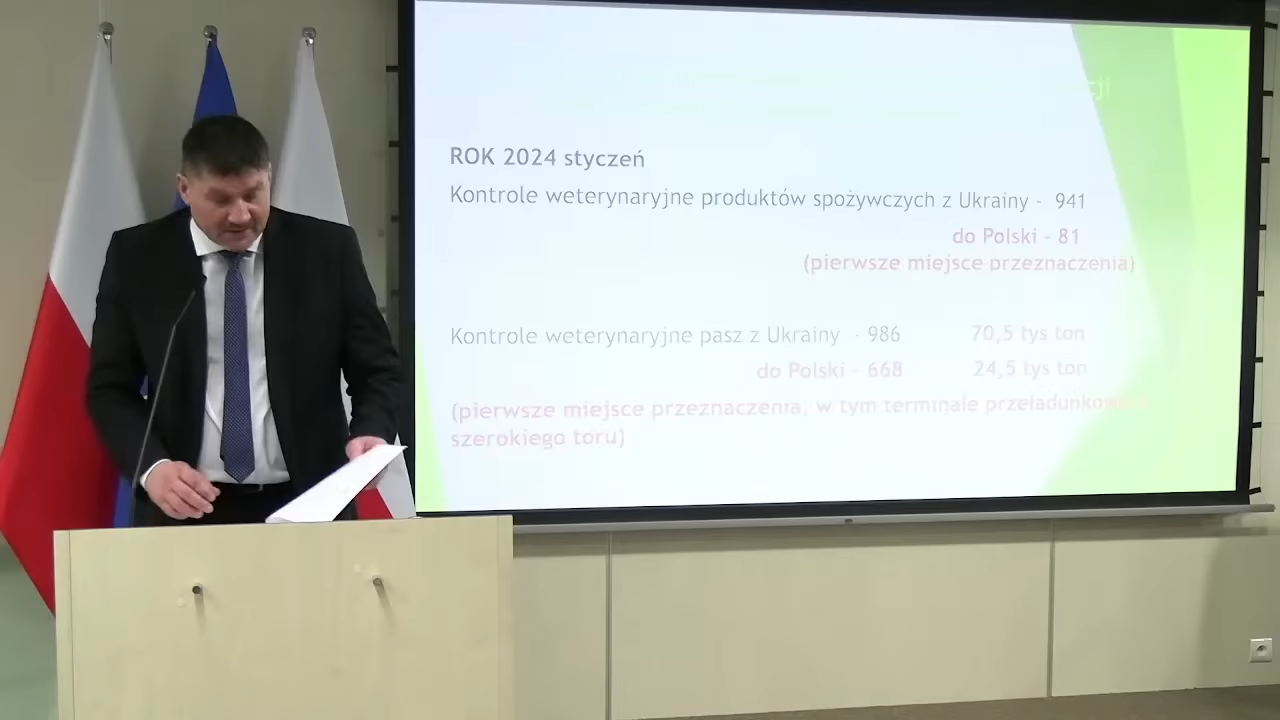 ROK 2024 styczeń
Kontrole weterynaryjne produktów spożywczych z Ukrainy - 941
do Polski - 81
(pierwsze miejsce przeznaczenia)
Kontrole weterynaryjne pasz z Ukrainy - 986 70,5 tys ton
do Polski - 668 24,5 tys ton
(pierwsze miejsce przeznaczenia, w tym terminale przeładunkowe
szerokiego toru)